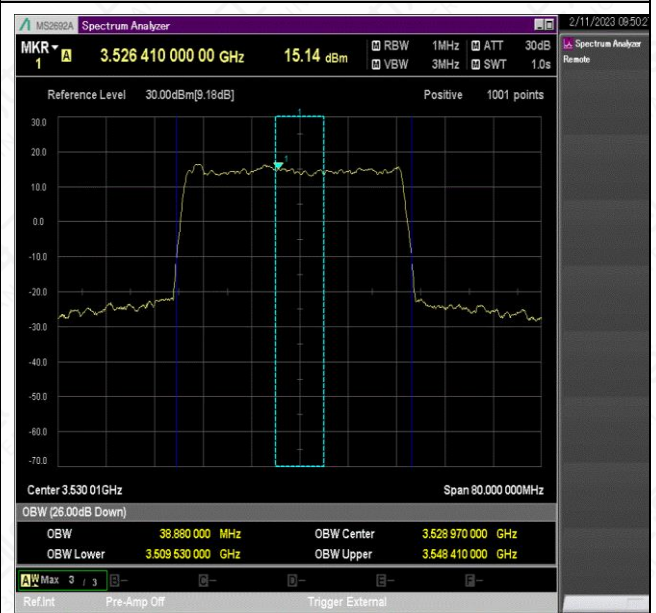 MS2692A Spectrum Analyzer 2/11/2023 09:50:2
MKR 1 A 3.526 410 000 00 GHz 15.14 dBm M RBW 1MHz M ATT 30dB
M VBW 3MHz M SWT 1.0s
Spectrum Analyzer
Remote
Reference Level 30.00dBm[9.18dB] Positive 1001 points
1
30.0
20.0
1
10.0
0.0
-10.0
-20.0
-30.0
-40.0
-50.0
-60.0
-70.0
Center 3.530 01GHz Span 80.000 000MHz
OBW (26.00dB Down)
OBW 38.880 000 MHz OBW Center 3.528 970 000 GHz
OBW Lower 3.509 530 000 GHz OBW Upper 3.548 410 000 GHz
A W Max 3 / 3 B- C- D- E- F-
Ref.Int Pre-Amp Off Trigger External